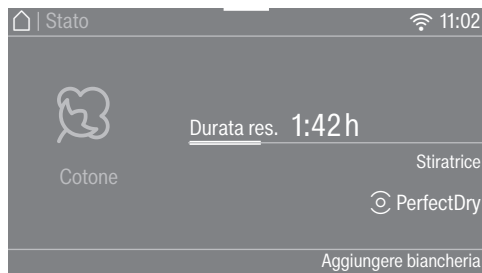 | Stato
11:02
Durata res. 1:42 h
Cotone
Stiratrice
PerfectDry
Aggiungere biancheria